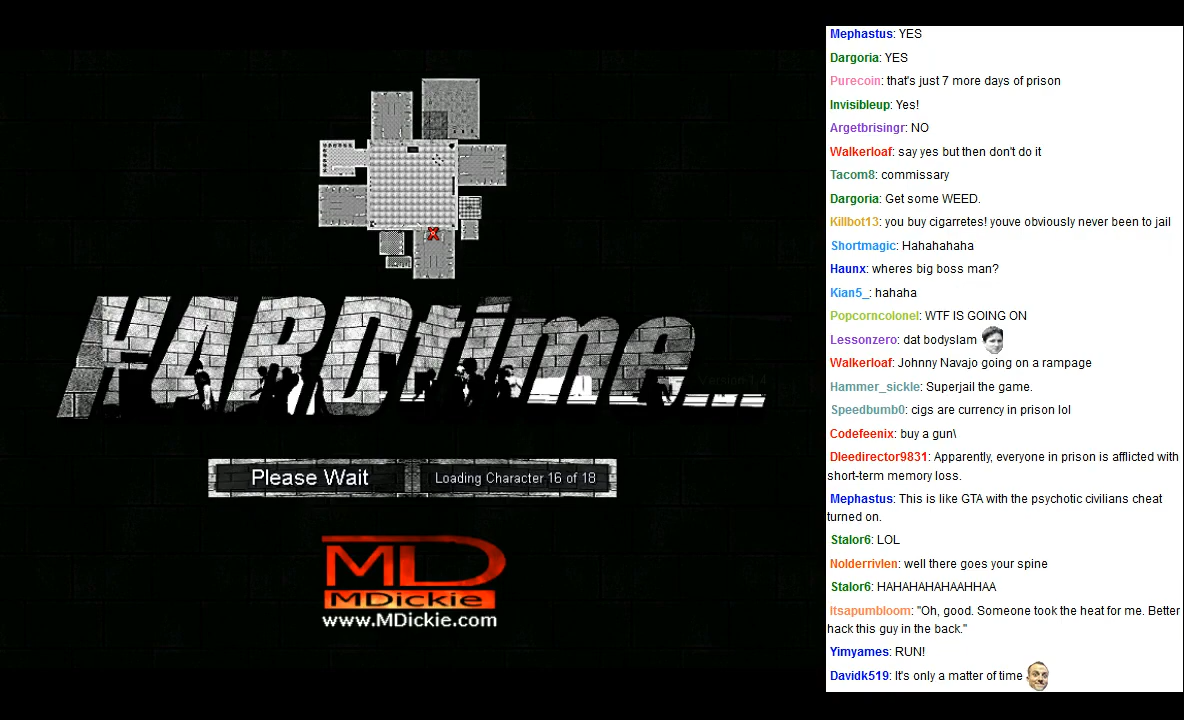 HARDtime...
Version 1.4
Please Wait
Loading Character 16 of 18
MD
MDickie
www.MDickie.com
Mephastus: YES
Dargoria: YES
Purecoin: that's just 7 more days of prison
Invisibleup: Yes!
Argetbrisingr: NO
Walkerloaf: say yes but then don't do it
Tacom8: commissary
Dargoria: Get some WEED.
Killbot13: you buy cigarretes! youve obviously never been to jail
Shortmagic: Hahahahaha
Haunx: wheres big boss man?
Kian5_: hahaha
Popcorncolonel: WTF IS GOING ON
Lessonzero: dat bodyslam
Walkerloaf: Johnny Navajo going on a rampage
Hammer_sickle: Superjail the game.
Speedbumb0: cigs are currency in prison lol
Codefeenix: buy a gun\
Dleedirector9831: Apparently, everyone in prison is afflicted with
short-term memory loss.
Mephastus: This is like GTA with the psychotic civilians cheat
turned on.
Stalor6: LOL
Nolderrivlen: well there goes your spine
Stalor6: HAHAHAHAHAAHHAA
Itsapumbloom: "Oh, good. Someone took the heat for me. Better
hack this guy in the back."
Yimyames: RUN!
Davidk519: It's only a matter of time